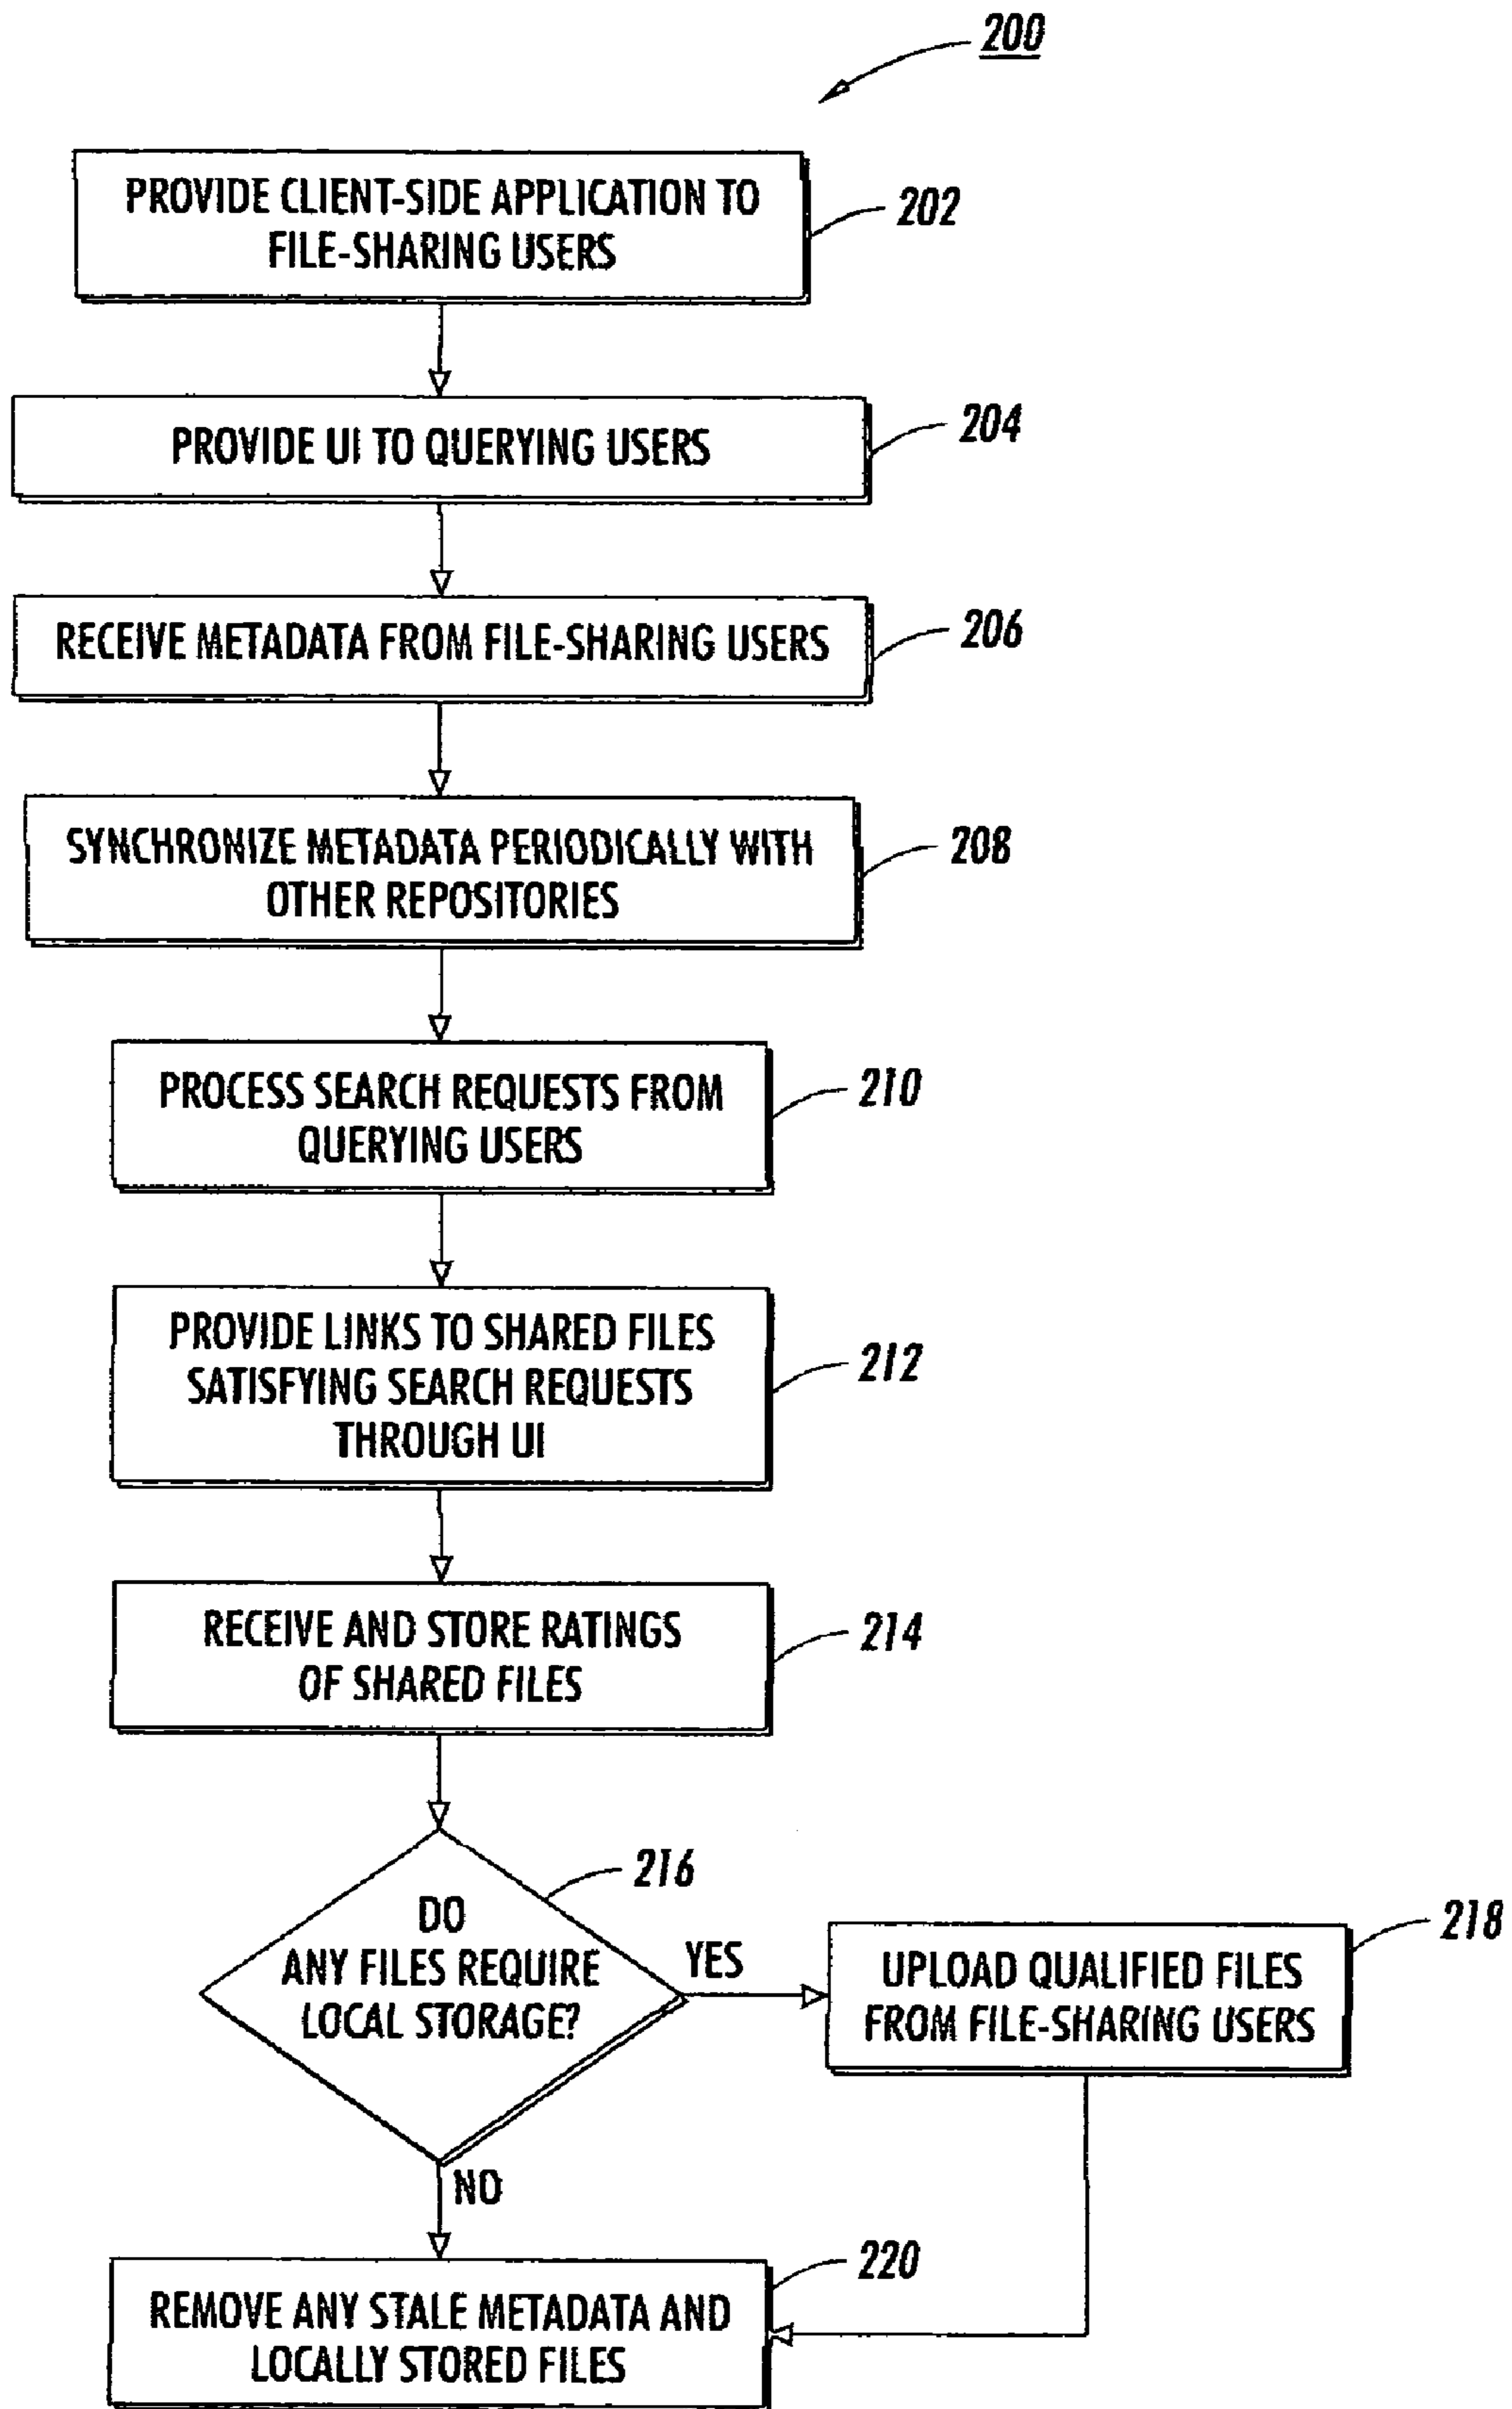 200
PROVIDE CLIENT-SIDE APPLICATION TO
FILE-SHARING USERS
202
PROVIDE UI TO QUERYING USERS
204
RECEIVE METADATA FROM FILE-SHARING USERS
206
SYNCHRONIZE METADATA PERIODICALLY WITH
OTHER REPOSITORIES
208
PROCESS SEARCH REQUESTS FROM
QUERYING USERS
210
PROVIDE LINKS TO SHARED FILES
SATISFYING SEARCH REQUESTS
THROUGH UI
212
RECEIVE AND STORE RATINGS
OF SHARED FILES
214
DO
ANY FILES REQUIRE
LOCAL STORAGE?
216
YES
UPLOAD QUALIFIED FILES
FROM FILE-SHARING USERS
218
NO
REMOVE ANY STALE METADATA AND
LOCALLY STORED FILES
220